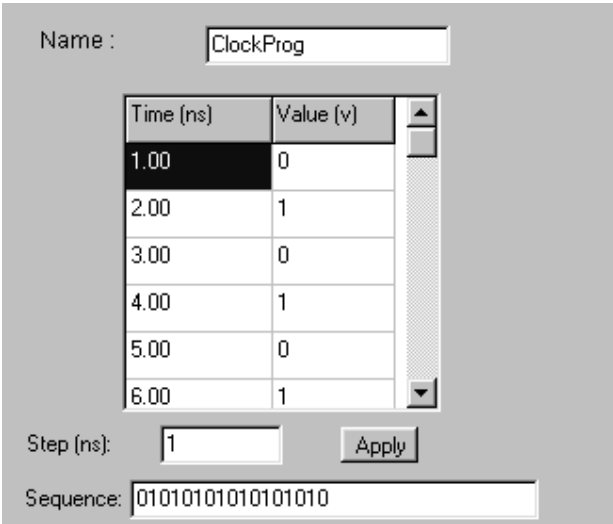 Name : ClockProg
Time (ns) Value (v)
1.00 0
2.00 1
3.00 0
4.00 1
5.00 0
6.00 1
Step (ns): 1 Apply
Sequence: 01010101010101010